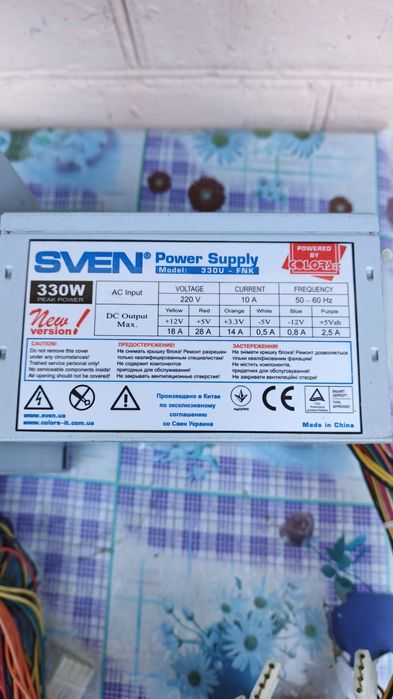 SVEN® Power Supply
Model: 330U - FNK
POWERED BY COLORSit
330W
PEAK POWER
New version!
AC Input VOLTAGE CURRENT FREQUENCY
220 V 10 A 50 – 60 Hz
DC Output Max. Yellow Red Orange White Blue Purple
+12V +5V +3.3V -5V -12V +5Vsb
18 A 28 A 14 A 0,5 A 0,8 A 2,5 A
CAUTION!
Do not remove this cover
under any circumstances!
Trained service personal only!
No serviceable components inside!
Air opening should not be covered!
ПРЕДОСТЕРЕЖЕНИЕ!
Не снимать крышку блока! Ремонт разрешен
только квалифицированным специалистам!
Не содержит компонентов
пригодных для обслуживания!
Не закрывать вентиляционные отверстия!
ЗАСТЕРЕЖЕННЯ!
Не знімати кришку блоку! Ремонт дозволяється
тільки кваліфікованим фахівцям!
Не містить компонентів,
придатних для обслуговування!
Не закривати вентиляційні отвори!
www.sven.ua
www.colors-it.com.ua
Произведено в Китае
по эксклюзивному
соглашению
со Свен Украина
CE
TÜV
Made in China